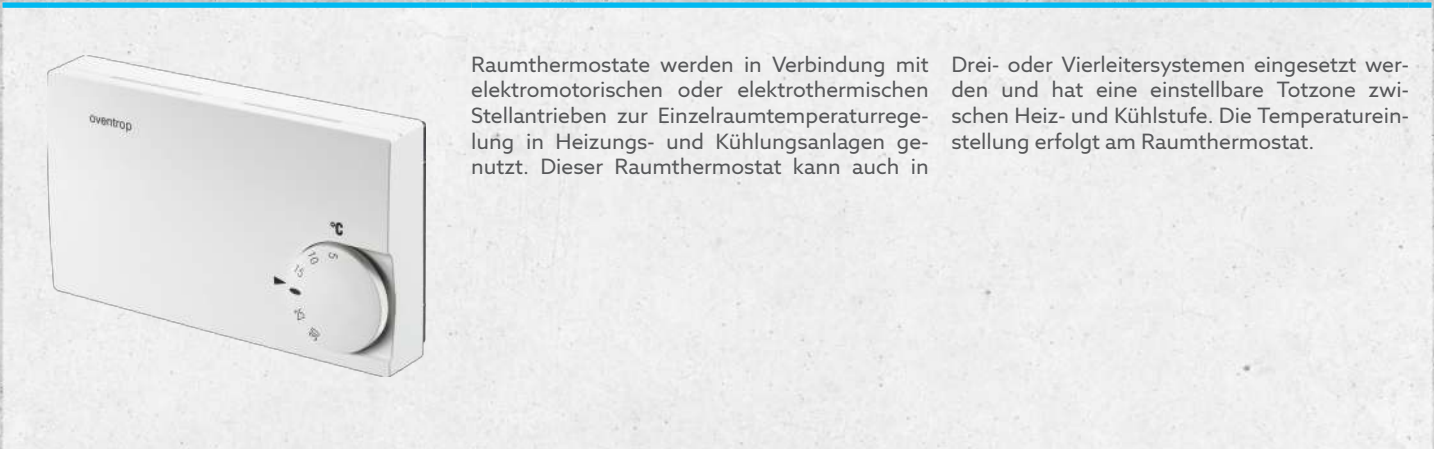 oventrop
°C
5
10
15
Raumthermostate werden in Verbindung mit
elektromotorischen oder elektrothermischen
Stellantrieben zur Einzelraumtemperaturrege-
lung in Heizungs- und Kühlungsanlagen ge-
nutzt. Dieser Raumthermostat kann auch in
Drei- oder Vierleitersystemen eingesetzt wer-
den und hat eine einstellbare Totzone zwi-
schen Heiz- und Kühlstufe. Die Temperaturein-
stellung erfolgt am Raumthermostat.